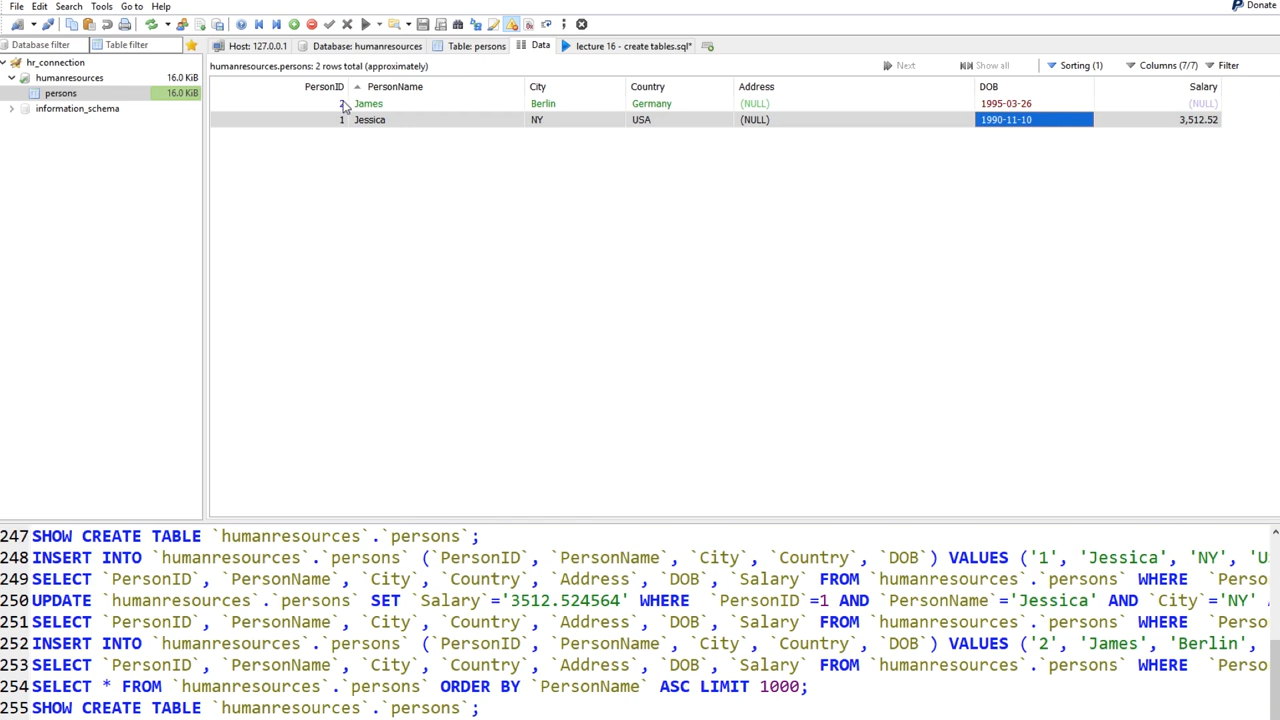 File Edit Search Tools Go to Help
Donate
Database filter Table filter Host: 127.0.0.1 Database: humanresources Table: persons Data lecture 16 - create tables.sql*
hr_connection
humanresources 16.0 KiB
persons 16.0 KiB
information_schema
humanresources.persons: 2 rows total (approximately) Next Show all Sorting (1) Columns (7/7) Filter
PersonID PersonName City Country Address DOB Salary
2 James Berlin Germany (NULL) 1995-03-26 (NULL)
1 Jessica NY USA (NULL) 1990-11-10 3,512.52
247 SHOW CREATE TABLE `humanresources`.`persons`;
248 INSERT INTO `humanresources`.`persons` (`PersonID`, `PersonName`, `City`, `Country`, `DOB`) VALUES ('1', 'Jessica', 'NY', 'U
249 SELECT `PersonID`, `PersonName`, `City`, `Country`, `Address`, `DOB`, `Salary` FROM `humanresources`.`persons` WHERE `Perso
250 UPDATE `humanresources`.`persons` SET `Salary`='3512.524564' WHERE `PersonID`=1 AND `PersonName`='Jessica' AND `City`='NY'
251 SELECT `PersonID`, `PersonName`, `City`, `Country`, `Address`, `DOB`, `Salary` FROM `humanresources`.`persons` WHERE `Perso
252 INSERT INTO `humanresources`.`persons` (`PersonID`, `PersonName`, `City`, `Country`, `DOB`) VALUES ('2', 'James', 'Berlin',
253 SELECT `PersonID`, `PersonName`, `City`, `Country`, `Address`, `DOB`, `Salary` FROM `humanresources`.`persons` WHERE `Perso
254 SELECT * FROM `humanresources`.`persons` ORDER BY `PersonName` ASC LIMIT 1000;
255 SHOW CREATE TABLE `humanresources`.`persons`;